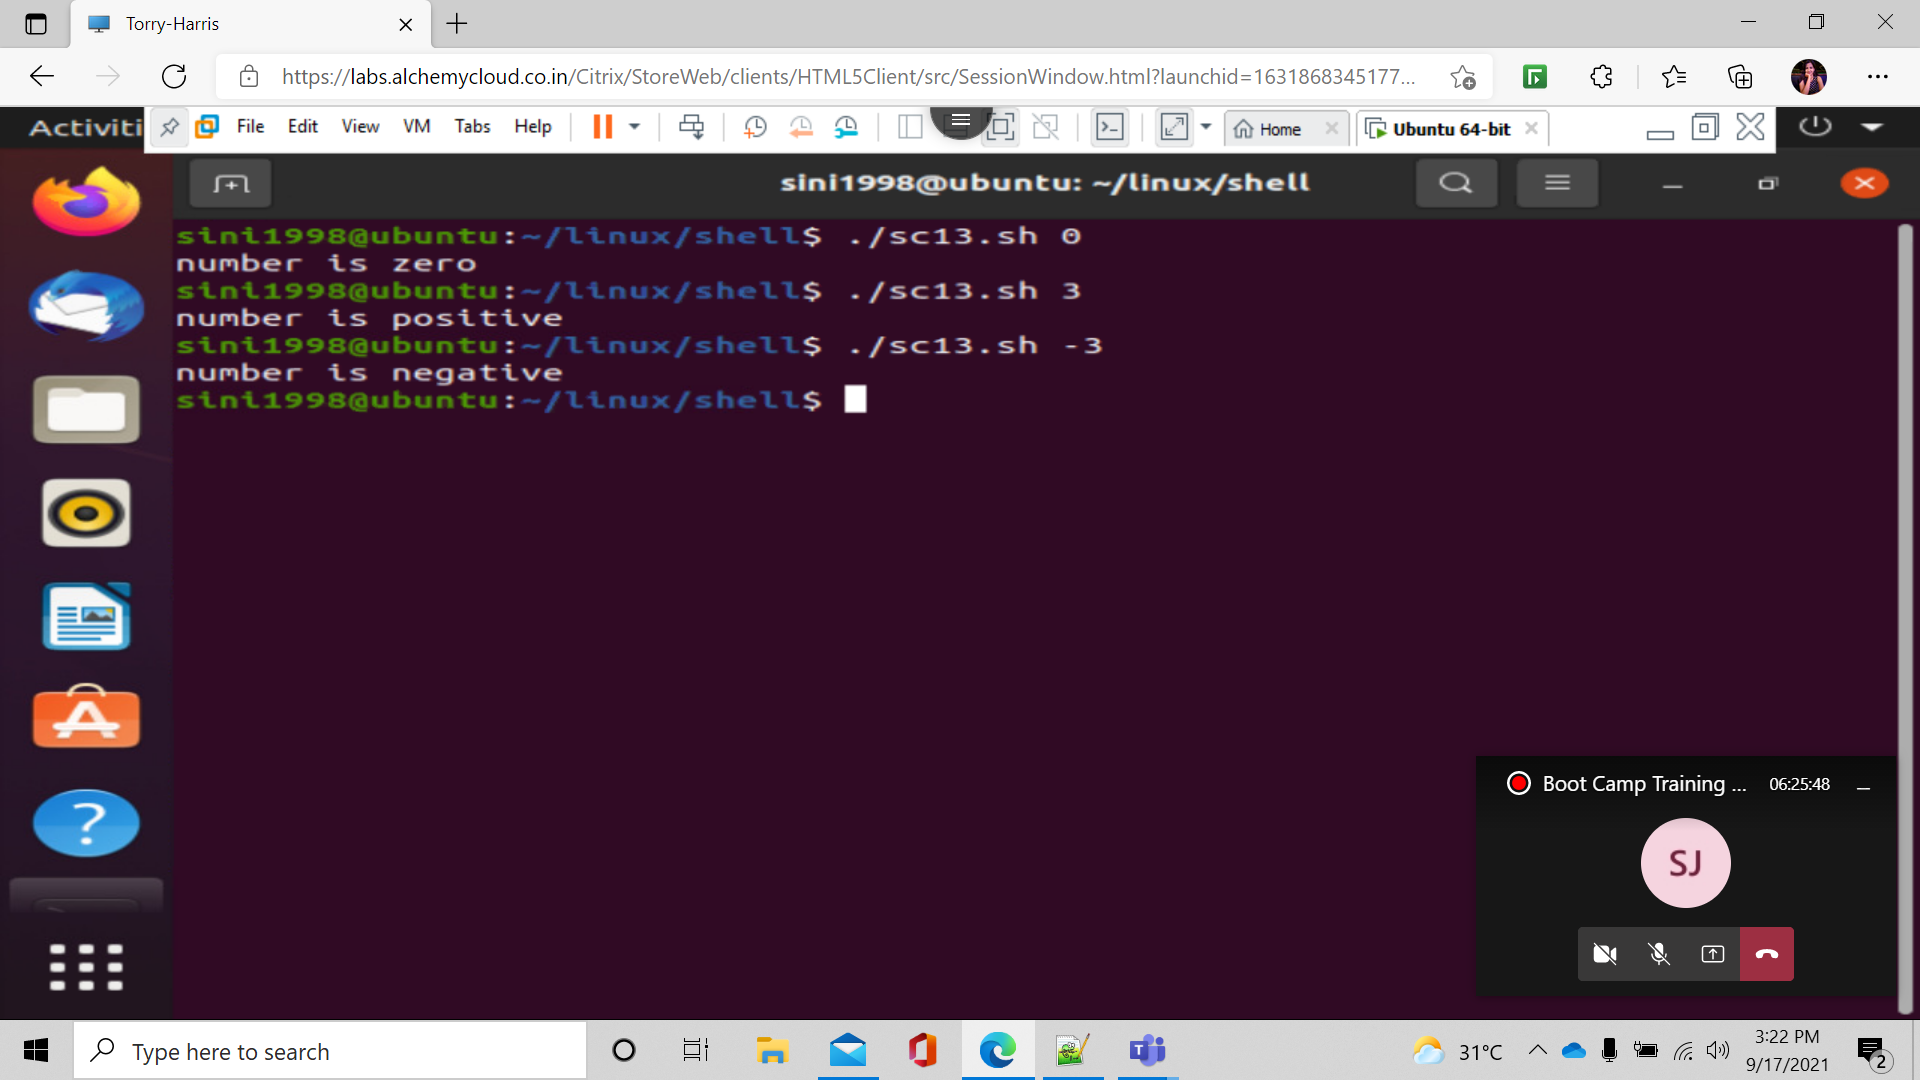 Torry-Harris
https://labs.alchemycloud.co.in/Citrix/StoreWeb/clients/HTML5Client/src/SessionWindow.html?launchid=1631868345177...
Activiti
File Edit View VM Tabs Help
Home
Ubuntu 64-bit
sini1998@ubuntu: ~/linux/shell
sini1998@ubuntu:~/linux/shell$ ./sc13.sh 0
number is zero
sini1998@ubuntu:~/linux/shell$ ./sc13.sh 3
number is positive
sini1998@ubuntu:~/linux/shell$ ./sc13.sh -3
number is negative
sini1998@ubuntu:~/linux/shell$
Boot Camp Training ... 06:25:48
SJ
Type here to search
31°C
3:22 PM
9/17/2021
2